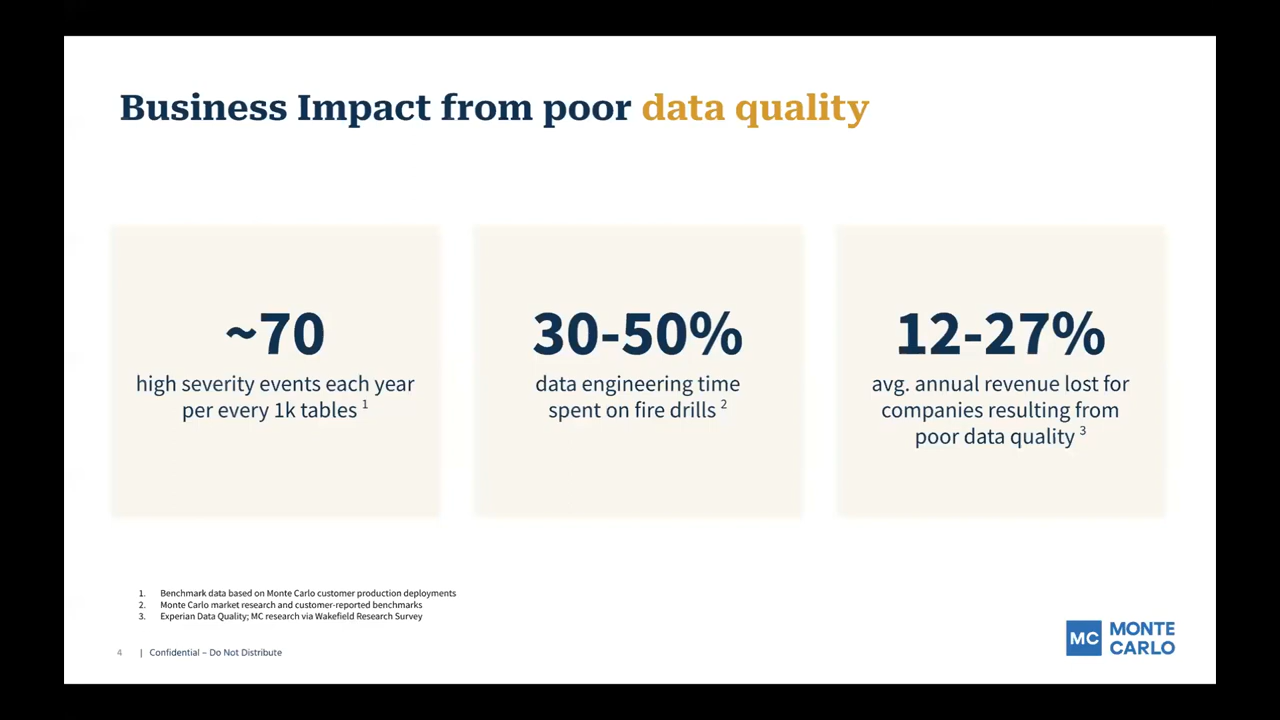 Business Impact from poor data quality
~70
high severity events each year
per every 1k tables 1
30-50%
data engineering time
spent on fire drills 2
12-27%
avg. annual revenue lost for
companies resulting from
poor data quality 3
1. Benchmark data based on Monte Carlo customer production deployments
2. Monte Carlo market research and customer-reported benchmarks
3. Experian Data Quality; MC research via Wakefield Research Survey
4 | Confidential – Do Not Distribute
MC MONTE
CARLO